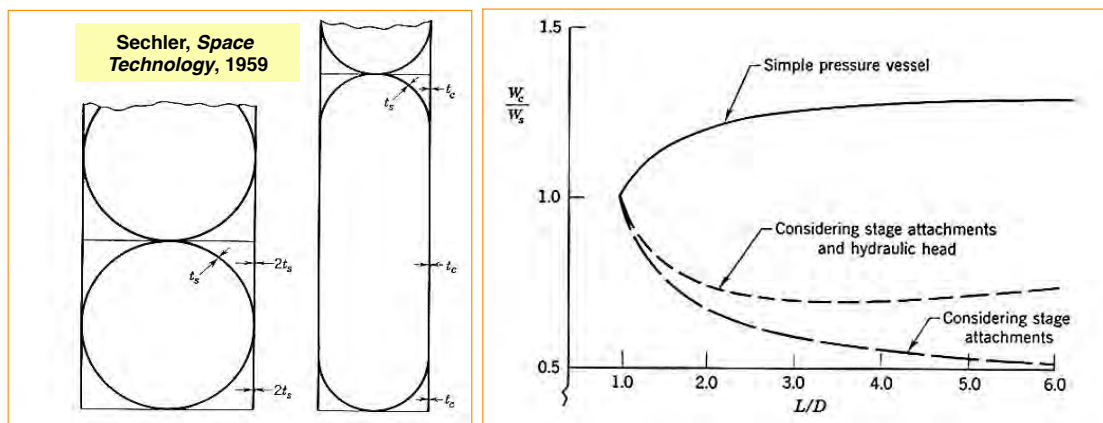 Sechler, Space
Technology, 1959
t_s
2t_s
2t_s
t_s
t_c
t_c
t_c
1.5
W_c
W_s
1.0
0.5
Simple pressure vessel
Considering stage attachments
and hydraulic head
Considering stage
attachments
1.0 2.0 3.0 4.0 5.0 6.0
L/D